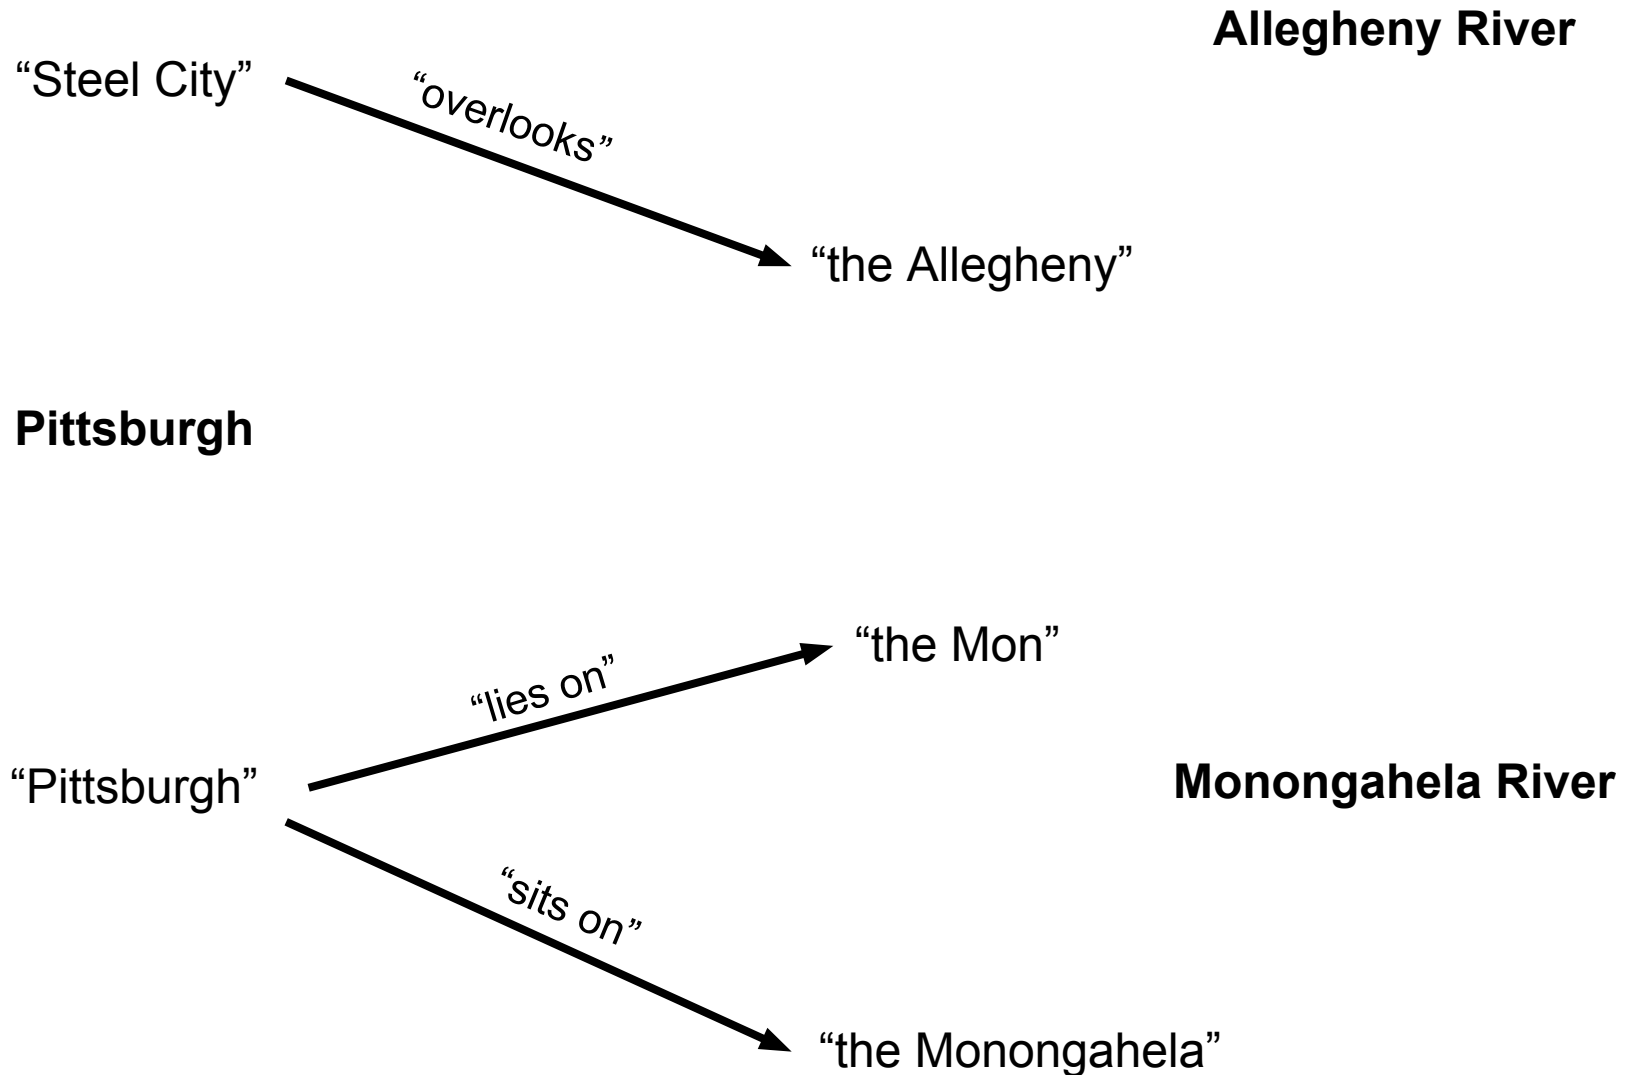 Allegheny River
“Steel City”
“overlooks”
“the Allegheny”
Pittsburgh
“the Mon”
“lies on”
“Pittsburgh”
Monongahela River
“sits on”
“the Monongahela”